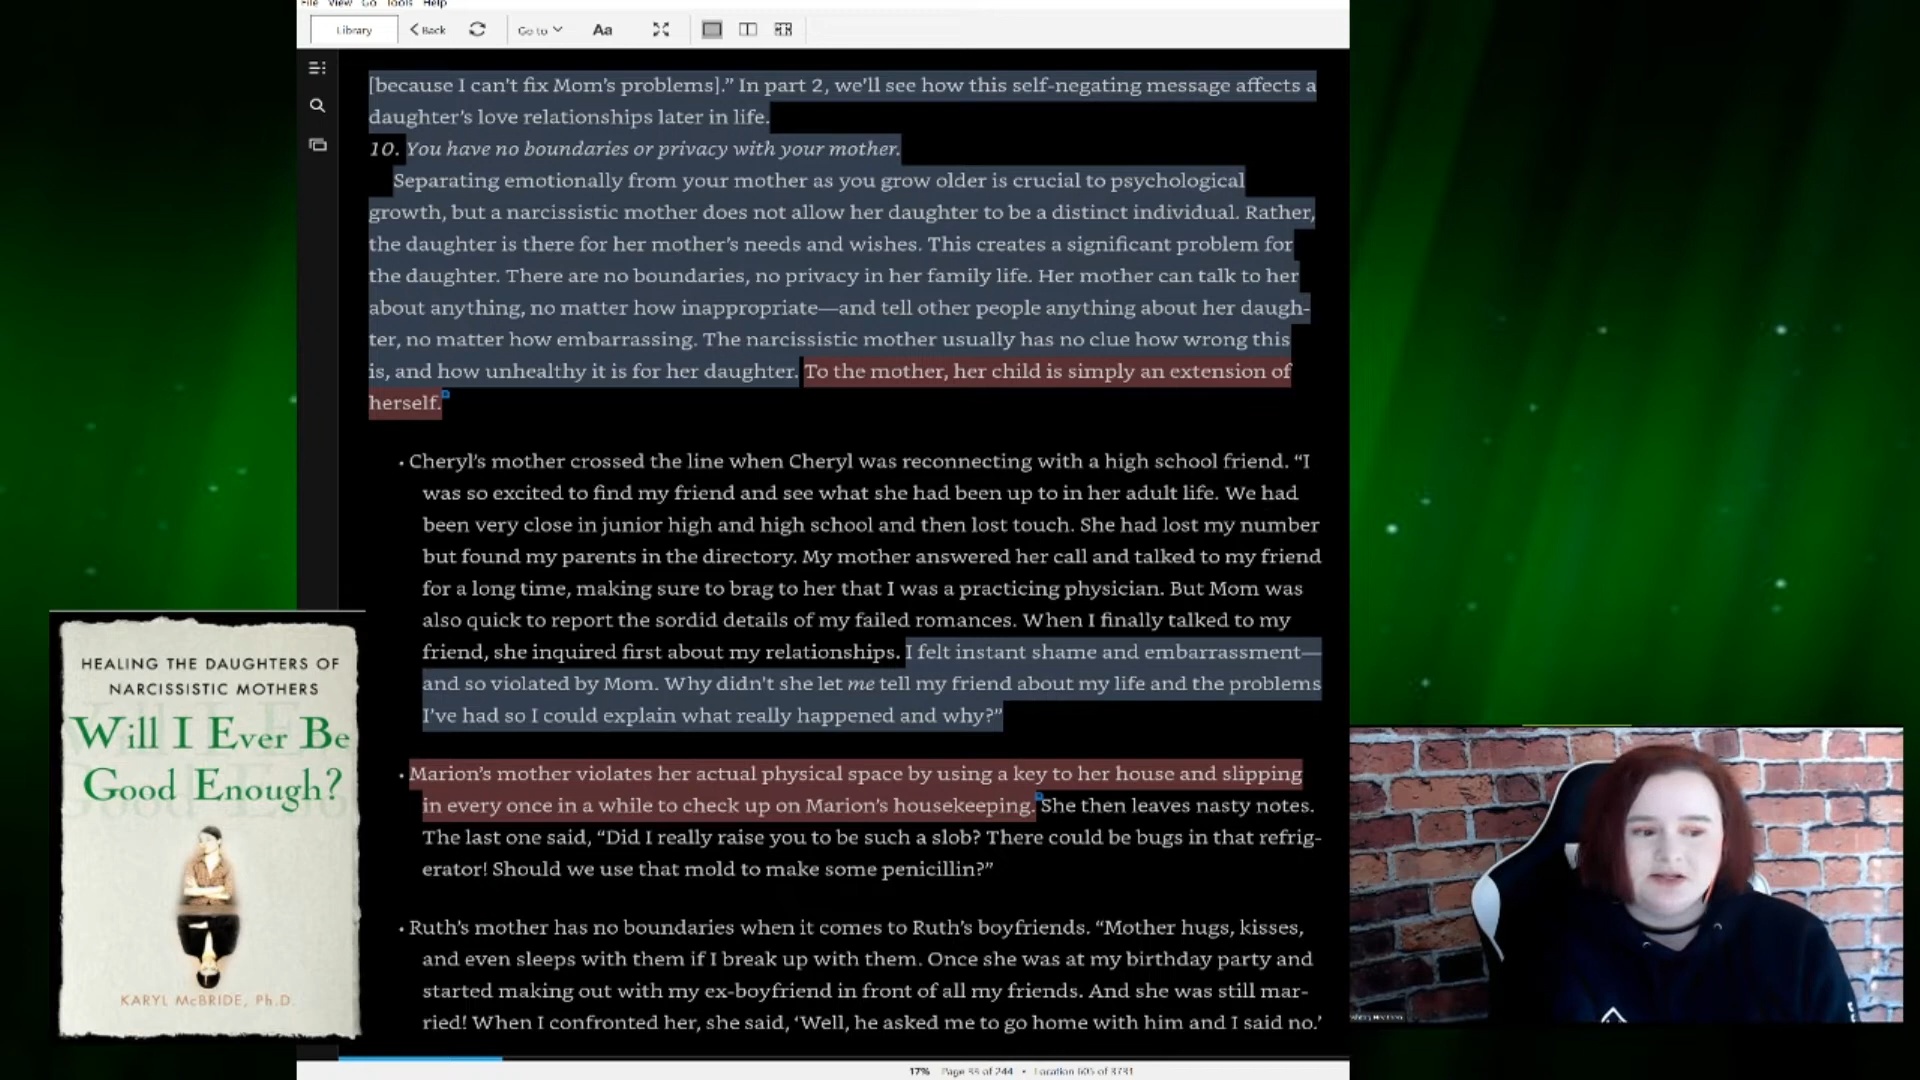 File View Go Tools Help
Library
Back
Go to
Aa
[because I can't fix Mom's problems].” In part 2, we'll see how this self-negating message affects a
daughter's love relationships later in life.
10. You have no boundaries or privacy with your mother.
Separating emotionally from your mother as you grow older is crucial to psychological
growth, but a narcissistic mother does not allow her daughter to be a distinct individual. Rather,
the daughter is there for her mother's needs and wishes. This creates a significant problem for
the daughter. There are no boundaries, no privacy in her family life. Her mother can talk to her
about anything, no matter how inappropriate—and tell other people anything about her daugh-
ter, no matter how embarrassing. The narcissistic mother usually has no clue how wrong this
is, and how unhealthy it is for her daughter. To the mother, her child is simply an extension of
herself.
• Cheryl's mother crossed the line when Cheryl was reconnecting with a high school friend. “I
was so excited to find my friend and see what she had been up to in her adult life. We had
been very close in junior high and high school and then lost touch. She had lost my number
but found my parents in the directory. My mother answered her call and talked to my friend
for a long time, making sure to brag to her that I was a practicing physician. But Mom was
also quick to report the sordid details of my failed romances. When I finally talked to my
friend, she inquired first about my relationships. I felt instant shame and embarrassment—
and so violated by Mom. Why didn't she let me tell my friend about my life and the problems
I've had so I could explain what really happened and why?”
• Marion's mother violates her actual physical space by using a key to her house and slipping
in every once in a while to check up on Marion's housekeeping. She then leaves nasty notes.
The last one said, “Did I really raise you to be such a slob? There could be bugs in that refrig-
erator! Should we use that mold to make some penicillin?”
• Ruth's mother has no boundaries when it comes to Ruth's boyfriends. “Mother hugs, kisses,
and even sleeps with them if I break up with them. Once she was at my birthday party and
started making out with my ex-boyfriend in front of all my friends. And she was still mar-
ried! When I confronted her, she said, ‘Well, he asked me to go home with him and I said no.’
17% Page 33 of 244 • Location 605 of 3731
HEALING THE DAUGHTERS OF
NARCISSISTIC MOTHERS
Will I Ever Be
Good Enough?
KARYL McBRIDE, Ph.D.